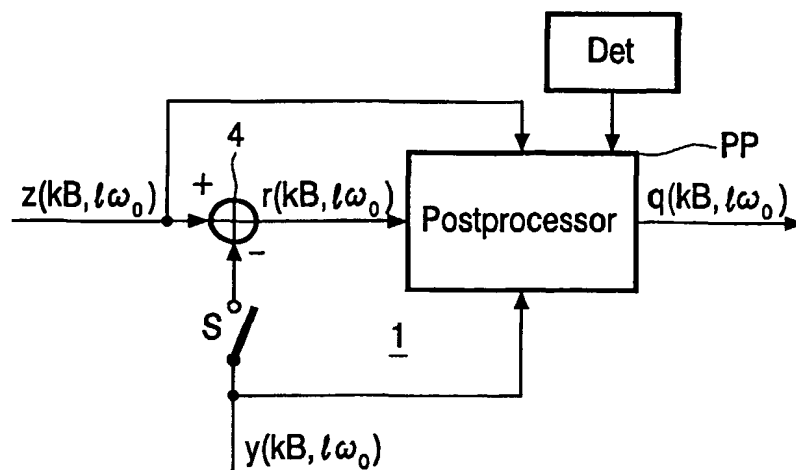 Det
4
PP
+
z(kB, ℓω₀)
r(kB, ℓω₀)
Postprocessor
q(kB, ℓω₀)
−
S
1
y(kB, ℓω₀)